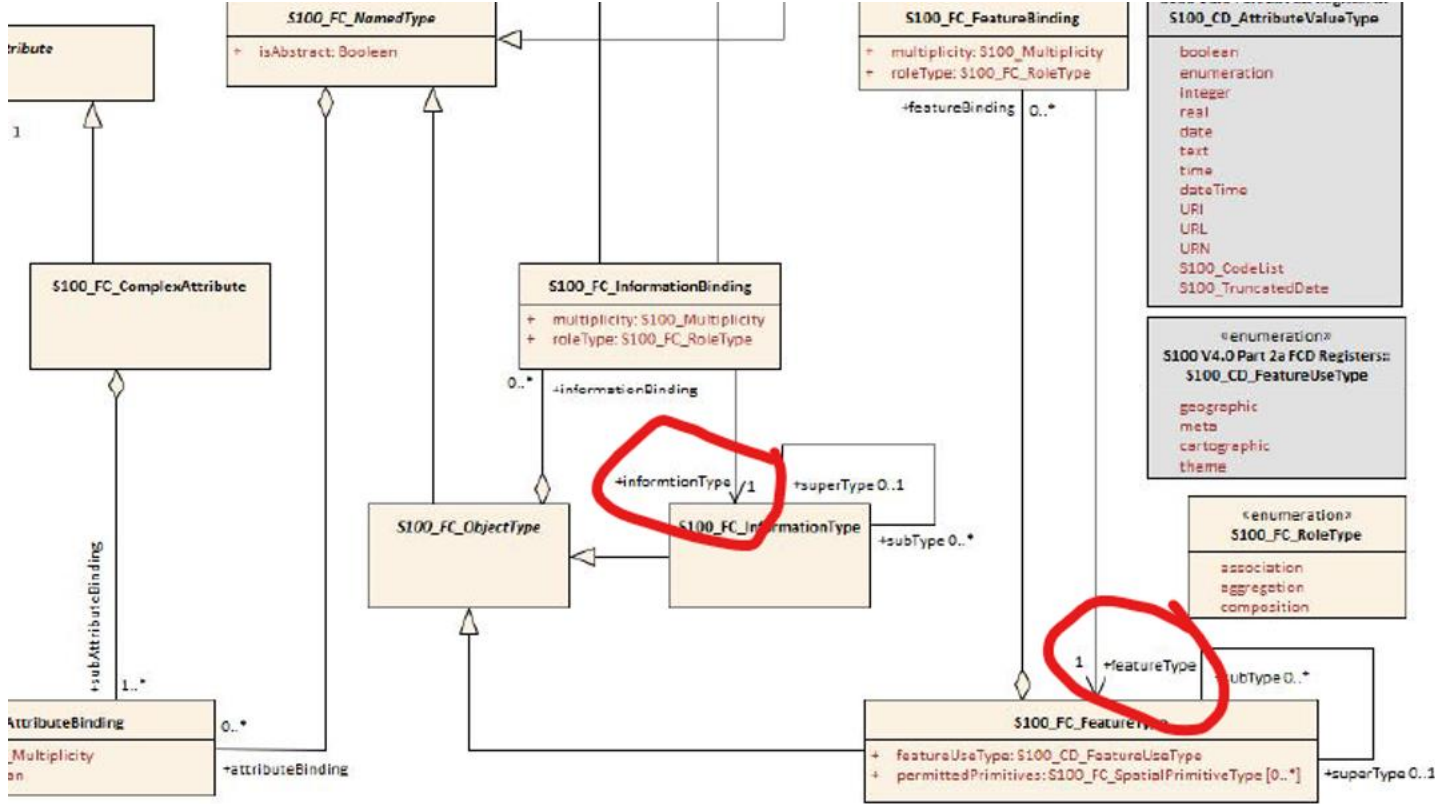 S100_FC_NamedType
+ isAbstract: Boolean
tribute
1
S100_FC_FeatureBinding
+ multiplicity: S100_Multiplicity
+ roleType: S100_FC_RoleType
+featureBinding 0..*
S100_CD_AttributeValueType
boolean
enumeration
integer
real
date
text
time
dateTime
URI
URL
URN
S100_CodeList
S100_TruncatedDate
S100_FC_ComplexAttribute
S100_FC_InformationBinding
+ multiplicity: S100_Multiplicity
+ roleType: S100_FC_RoleType
0..* +informationBinding
«enumeration»
S100 V4.0 Part 2a FCD Registers::
S100_CD_FeatureUseType
geographic
meta
cartographic
theme
+informtionType 1
+superType 0..1
S100_FC_ObjectType
S100_FC_InformationType
+subType 0..*
«enumeration»
S100_FC_RoleType
association
aggregation
composition
+subAttributeBinding
1..*
1 +featureType
subType 0..*
AttributeBinding
_Multiplicity
an
0..*
+attributeBinding
S100_FC_FeatureType
+ featureUseType: S100_CD_FeatureUseType
+ permittedPrimitives: S100_FC_SpatialPrimitiveType [0..*]
+superType 0..1